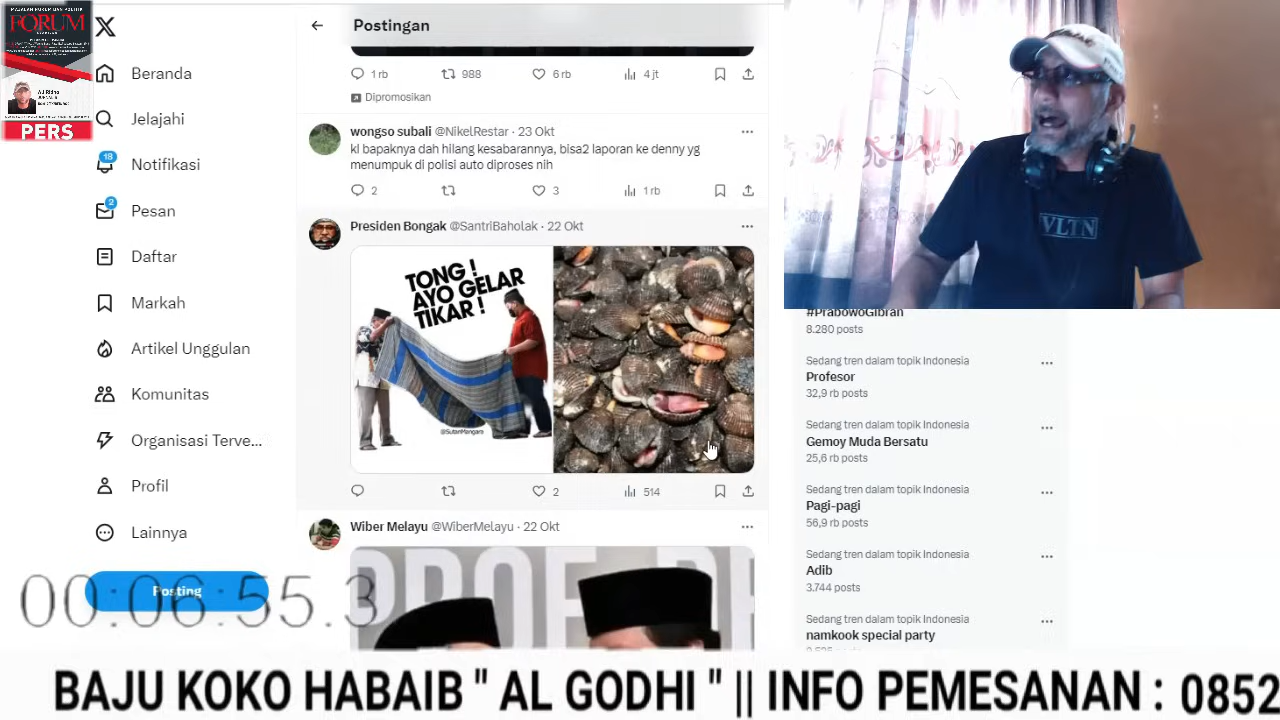 FORUM
Ali Ridho
PERS
X
Beranda
Jelajahi
18
Notifikasi
2
Pesan
Daftar
Markah
Artikel Unggulan
Komunitas
Organisasi Terve...
Profil
Lainnya
Posting
00:06:55.3
Postingan
1 rb 988 6 rb 4 jt
Dipromosikan
wongso subali @NikelRestar · 23 Okt
kl bapaknya dah hilang kesabarannya, bisa2 laporan ke denny yg
menumpuk di polisi auto diproses nih
2 3 1 rb
Presiden Bongak @SantriBaholak · 22 Okt
TONG !
AYO GELAR
TIKAR !
@SutanMangara
2 514
Wiber Melayu @WiberMelayu · 22 Okt
VLTN
#PrabowoGibran
8.280 posts
Sedang tren dalam topik Indonesia
Profesor
32,9 rb posts
Sedang tren dalam topik Indonesia
Gemoy Muda Bersatu
25,6 rb posts
Sedang tren dalam topik Indonesia
Pagi-pagi
56,9 rb posts
Sedang tren dalam topik Indonesia
Adib
3.744 posts
Sedang tren dalam topik Indonesia
namkook special party
BAJU KOKO HABAIB " AL GODHI " || INFO PEMESANAN : 0852